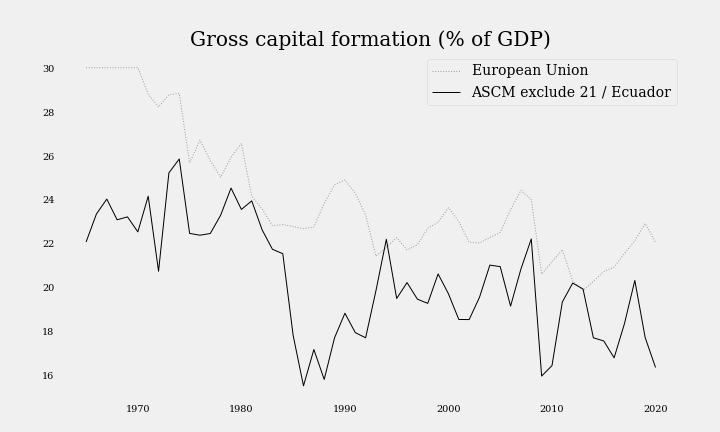 Gross capital formation (% of GDP)
European Union
ASCM exclude 21 / Ecuador
30
28
26
24
22
20
18
16
1970 1980 1990 2000 2010 2020